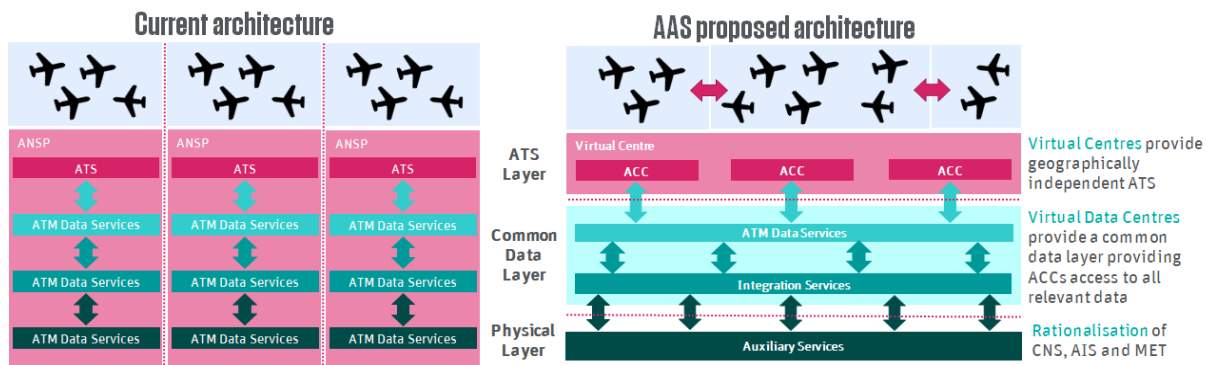 Current architecture
ANSP
ANSP
ANSP
ATS
ATS
ATS
ATM Data Services
ATM Data Services
ATM Data Services
ATM Data Services
ATM Data Services
ATM Data Services
ATM Data Services
ATM Data Services
ATM Data Services
AAS proposed architecture
ATS
Layer
Virtual Centre
ACC
ACC
ACC
Virtual Centres provide
geographically
independent ATS
Common
Data
Layer
ATM Data Services
Integration Services
Virtual Data Centres
provide a common
data layer providing
ACCs access to all
relevant data
Physical
Layer
Auxiliary Services
Rationalisation of
CNS, AIS and MET